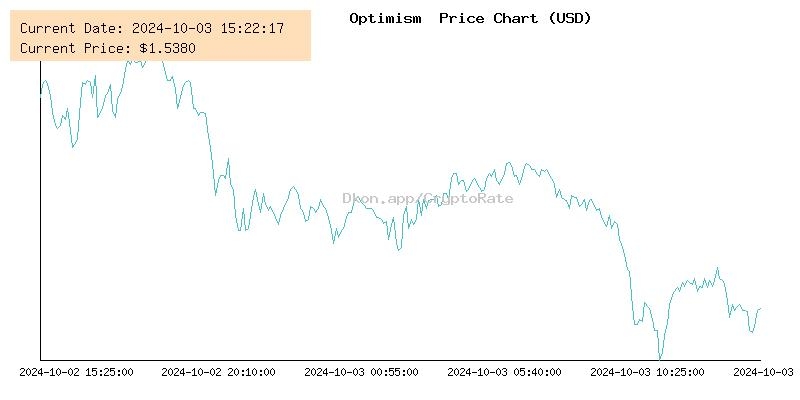 Optimism  Price Chart (USD)
Current Date: 2024-10-03 15:22:17
Current Price: $1.5380
Dkon.app/CryptoRate
2024-10-02 15:25:00 2024-10-02 20:10:00 2024-10-03 00:55:00 2024-10-03 05:40:00 2024-10-03 10:25:00 2024-10-03